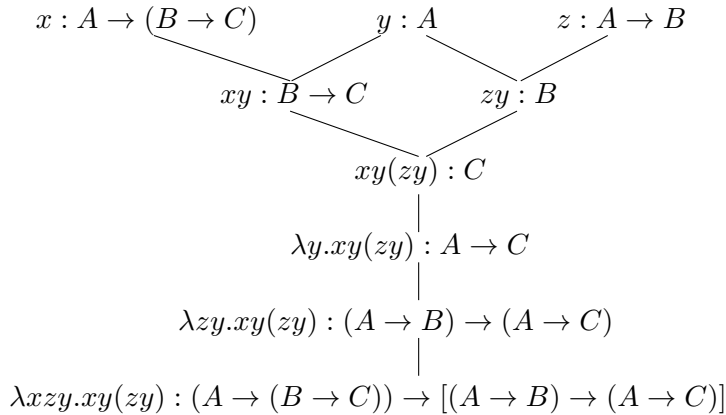 x : A → (B → C) y : A z : A → B
xy : B → C zy : B
xy(zy) : C
λy.xy(zy) : A → C
λzy.xy(zy) : (A → B) → (A → C)
λxzy.xy(zy) : (A → (B → C)) → [(A → B) → (A → C)]